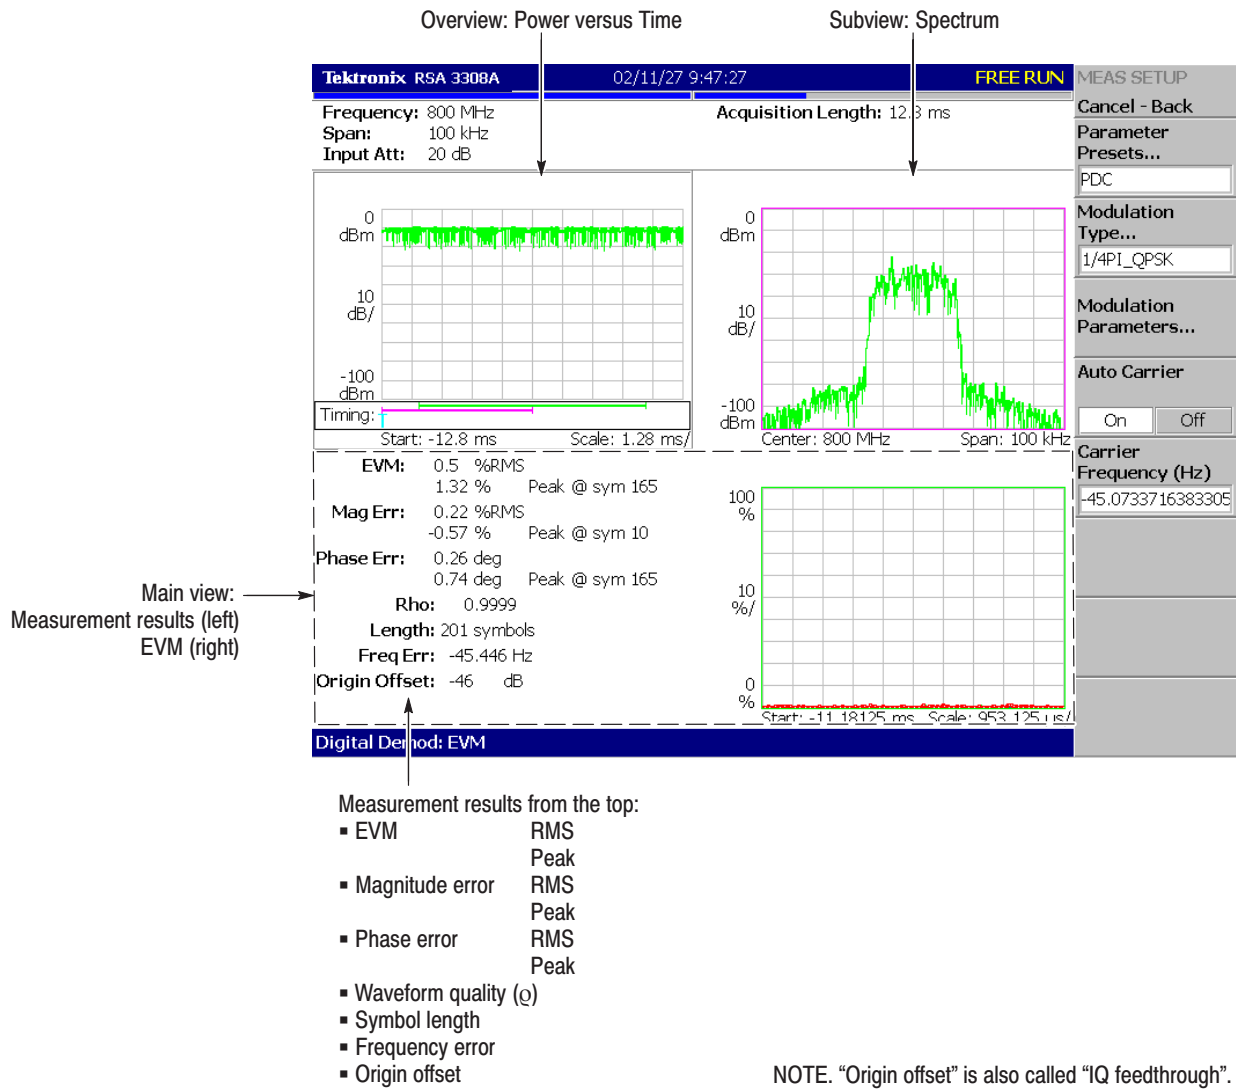 Overview: Power versus Time
Subview: Spectrum
Tektronix RSA 3308A 02/11/27 9:47:27 FREE RUN
Frequency: 800 MHz Acquisition Length: 12.8 ms
Span: 100 kHz
Input Att: 20 dB
0
dBm
10
dB/
-100
dBm
Timing:
Start: -12.8 ms Scale: 1.28 ms/
0
dBm
10
dB/
-100
dBm
Center: 800 MHz Span: 100 kHz
EVM: 0.5 %RMS
1.32 % Peak @ sym 165
Mag Err: 0.22 %RMS
-0.57 % Peak @ sym 10
Phase Err: 0.26 deg
0.74 deg Peak @ sym 165
Rho: 0.9999
Length: 201 symbols
Freq Err: -45.446 Hz
Origin Offset: -46 dB
100
%
10
%/
0
%
Start: -11.18125 ms Scale: 953.125 us/
Digital Demod: EVM
MEAS SETUP
Cancel - Back
Parameter
Presets...
PDC
Modulation
Type...
1/4PI_QPSK
Modulation
Parameters...
Auto Carrier
On Off
Carrier
Frequency (Hz)
-45.0733716383305
Main view:
Measurement results (left)
EVM (right)
Measurement results from the top:
▪ EVM RMS
Peak
▪ Magnitude error RMS
Peak
▪ Phase error RMS
Peak
▪ Waveform quality (ϱ)
▪ Symbol length
▪ Frequency error
▪ Origin offset
NOTE. “Origin offset” is also called “IQ feedthrough”.